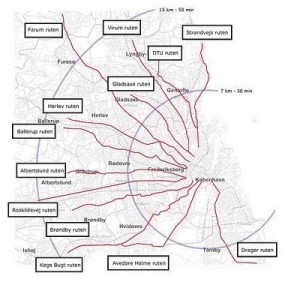 15 km - 50 min
Farum ruten
Virum ruten
Strandvejs ruten
Lyngby
DTU ruten
Furesø
Gladsaxe ruten
Gentofte
7 km - 30 min
Gladsaxe
Herlev ruten
Herlev
Ballerup
Ballerup ruten
Rødovre
Frederiksberg
Albertslund ruten
Glostrup
København
Albertslund
Roskildevej ruten
Brøndby
Brøndby ruten
Hvidovre
Ishøj
Tårnby
Dragør ruten
Køge Bugt ruten
Avedøre Holme ruten